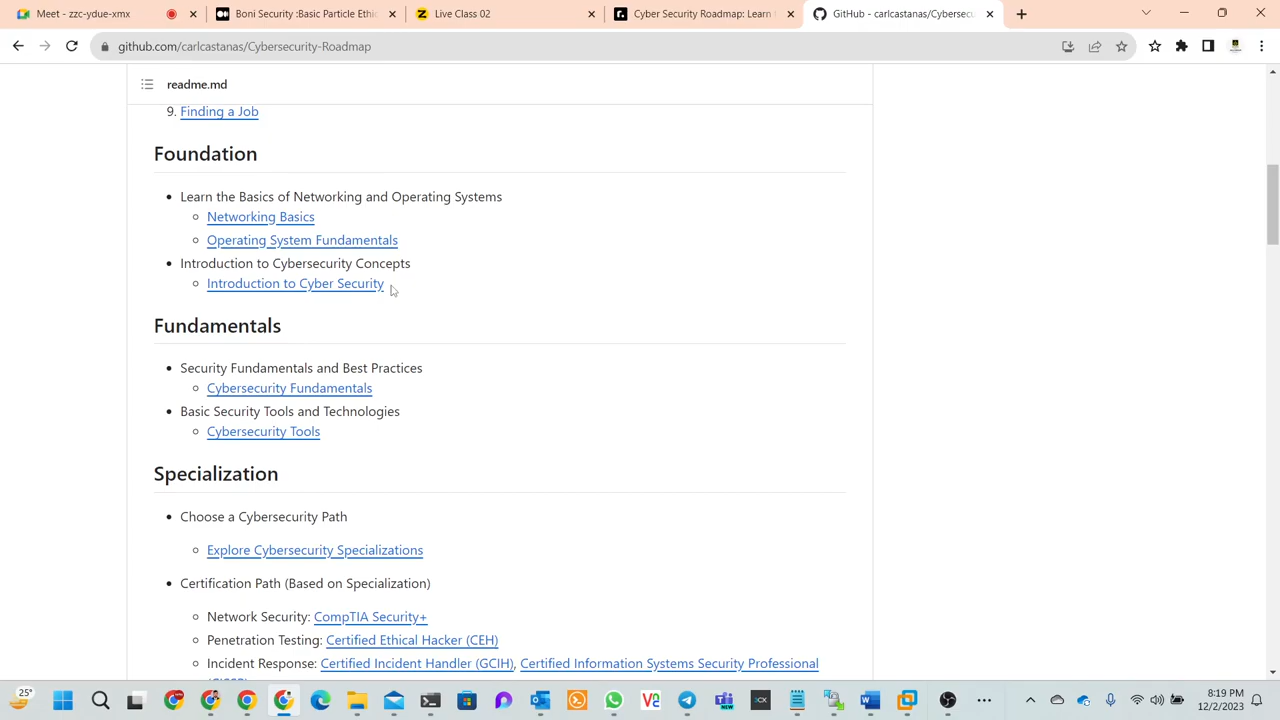 Meet - zzc-ydue-xmx
Boni Security :Basic Particle Ethic
Live Class 02
Cyber Security Roadmap: Learn t
GitHub - carlcastanas/Cybersecu
github.com/carlcastanas/Cybersecurity-Roadmap
readme.md
9. Finding a Job
Foundation
Learn the Basics of Networking and Operating Systems
Networking Basics
Operating System Fundamentals
Introduction to Cybersecurity Concepts
Introduction to Cyber Security
Fundamentals
Security Fundamentals and Best Practices
Cybersecurity Fundamentals
Basic Security Tools and Technologies
Cybersecurity Tools
Specialization
Choose a Cybersecurity Path
Explore Cybersecurity Specializations
Certification Path (Based on Specialization)
Network Security: CompTIA Security+
Penetration Testing: Certified Ethical Hacker (CEH)
Incident Response: Certified Incident Handler (GCIH), Certified Information Systems Security Professional
25°
8:19 PM
12/2/2023